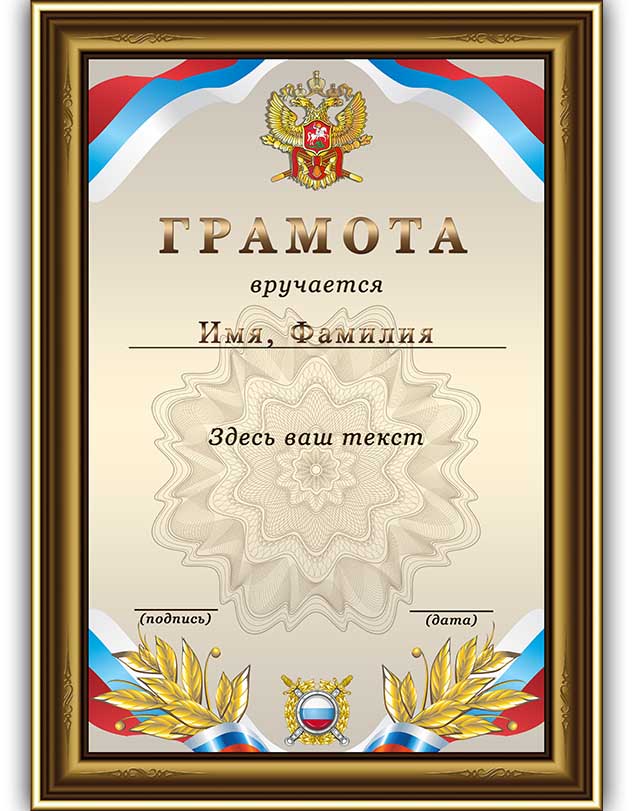 ГРАМОТА
вручается
Имя, Фамилия
Здесь ваш текст
(подпись) (дата)